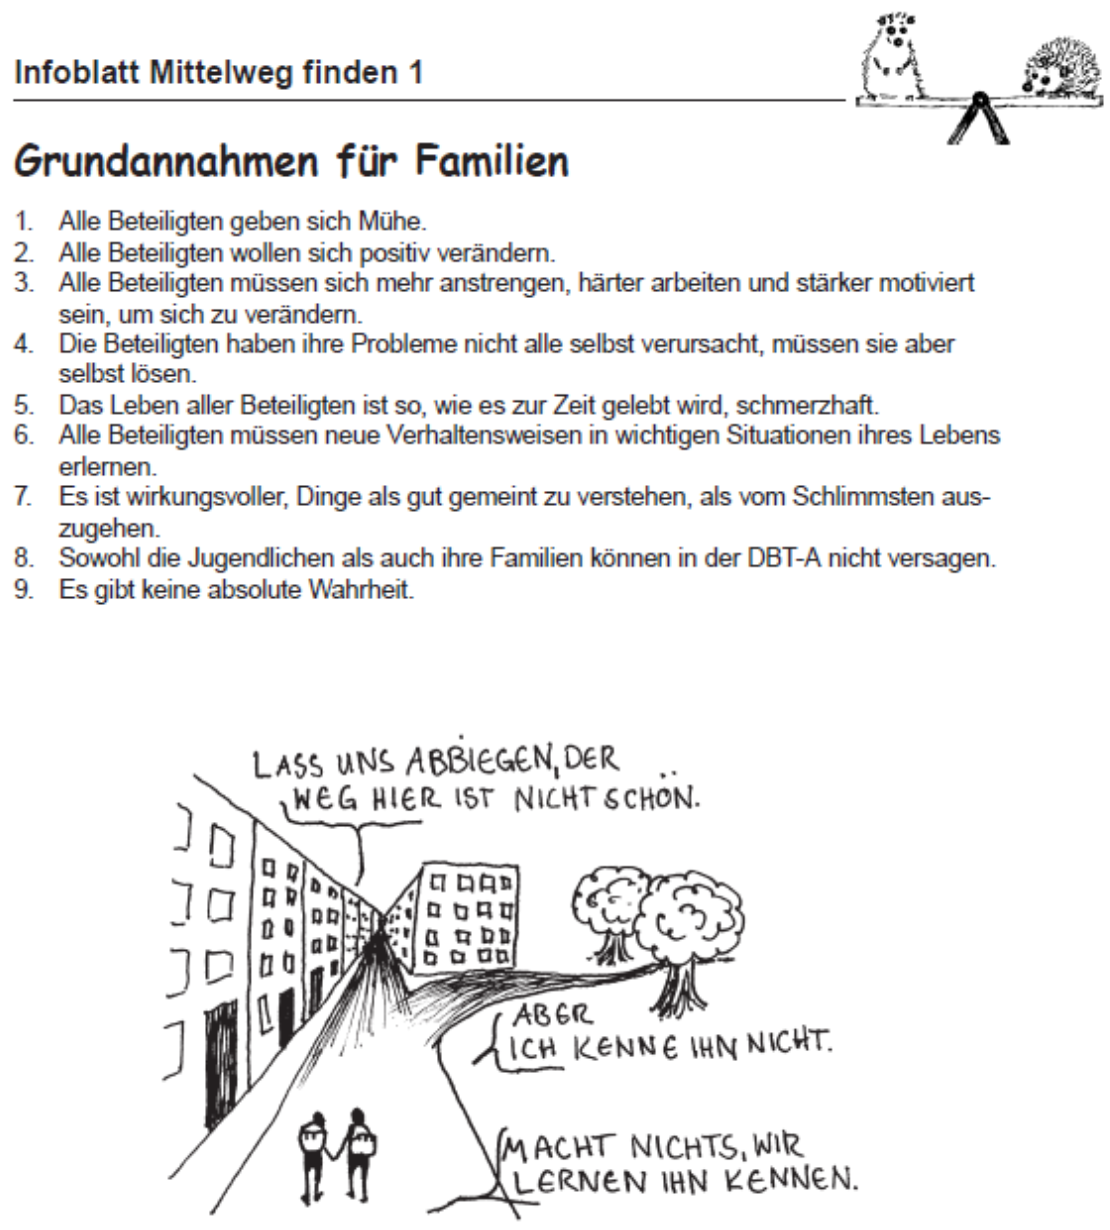 Infoblatt Mittelweg finden 1
Grundannahmen für Familien
1. Alle Beteiligten geben sich Mühe.
2. Alle Beteiligten wollen sich positiv verändern.
3. Alle Beteiligten müssen sich mehr anstrengen, härter arbeiten und stärker motiviert
sein, um sich zu verändern.
4. Die Beteiligten haben ihre Probleme nicht alle selbst verursacht, müssen sie aber
selbst lösen.
5. Das Leben aller Beteiligten ist so, wie es zur Zeit gelebt wird, schmerzhaft.
6. Alle Beteiligten müssen neue Verhaltensweisen in wichtigen Situationen ihres Lebens
erlernen.
7. Es ist wirkungsvoller, Dinge als gut gemeint zu verstehen, als vom Schlimmsten aus-
zugehen.
8. Sowohl die Jugendlichen als auch ihre Familien können in der DBT-A nicht versagen.
9. Es gibt keine absolute Wahrheit.
LASS UNS ABBIEGEN, DER
WEG HIER IST NICHT SCHÖN.
ABER
ICH KENNE IHN NICHT.
MACHT NICHTS, WIR
LERNEN IHN KENNEN.